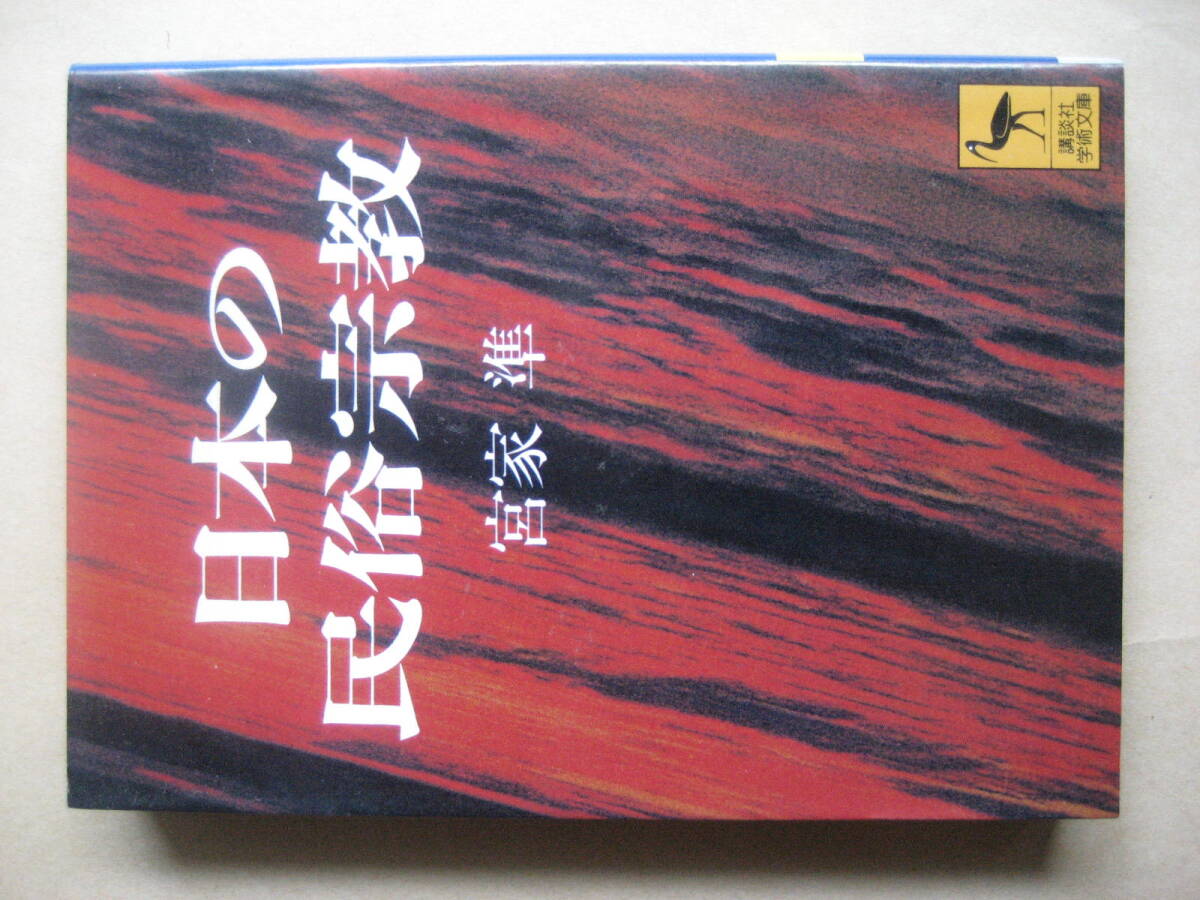 日本の
民俗宗教
宮家 準
講談社
学術文庫